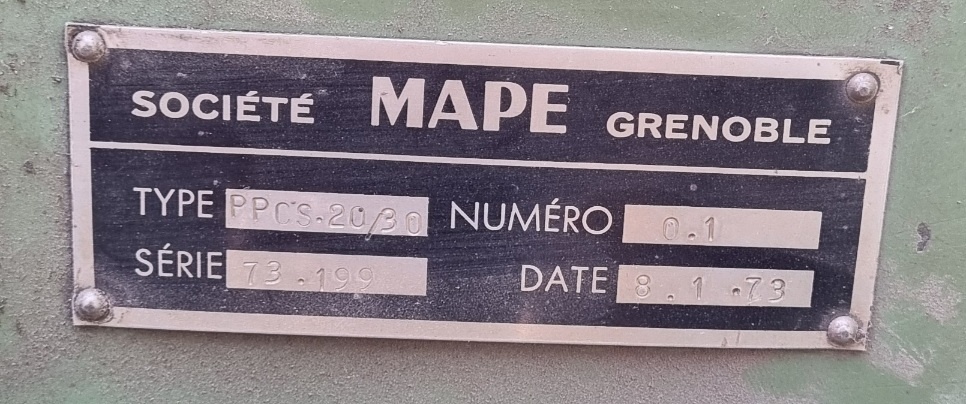 SOCIÉTÉ MAPE GRENOBLE
TYPE PPCS.20/30 NUMÉRO 0.1
SÉRIE 73.199 DATE 8.1.73